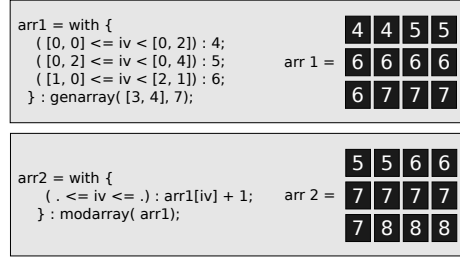 arr1 = with {
( [0, 0] <= iv < [0, 2]) : 4;
( [0, 2] <= iv < [0, 4]) : 5;
( [1, 0] <= iv < [2, 1]) : 6;
} : genarray( [3, 4], 7);
arr 1 =
4 4 5 5
6 6 6 6
6 7 7 7
arr2 = with {
( . <= iv <= .) : arr1[iv] + 1;
} : modarray( arr1);
arr 2 =
5 5 6 6
7 7 7 7
7 8 8 8